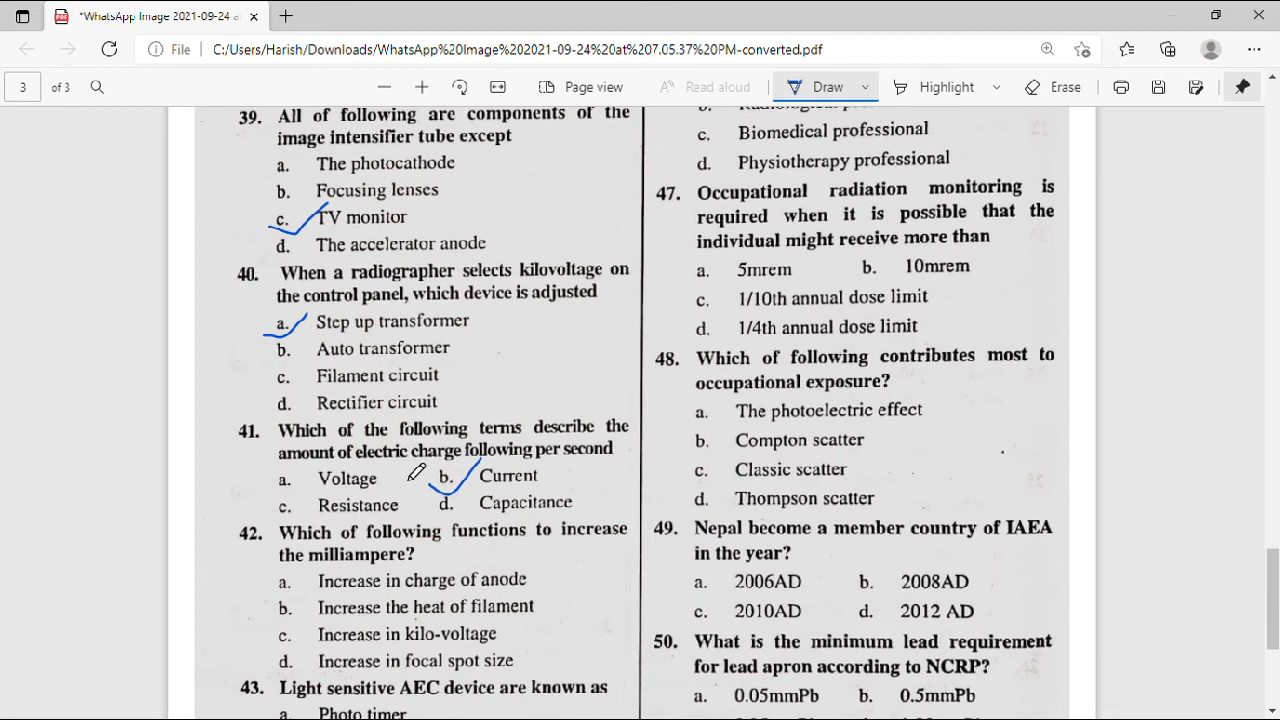 *WhatsApp Image 2021-09-24 a
File
C:/Users/Harish/Downloads/WhatsApp%20Image%202021-09-24%20at%207.05.37%20PM-converted.pdf
3 of 3
Page view
Read aloud
Draw
Highlight
Erase
39. All of following are components of the
image intensifier tube except
a. The photocathode
b. Focusing lenses
c. TV monitor
d. The accelerator anode
40. When a radiographer selects kilovoltage on
the control panel, which device is adjusted
a. Step up transformer
b. Auto transformer
c. Filament circuit
d. Rectifier circuit
41. Which of the following terms describe the
amount of electric charge following per second
a. Voltage b. Current
c. Resistance d. Capacitance
42. Which of following functions to increase
the milliampere?
a. Increase in charge of anode
b. Increase the heat of filament
c. Increase in kilo-voltage
d. Increase in focal spot size
43. Light sensitive AEC device are known as
a. Photo timer
c. Biomedical professional
d. Physiotherapy professional
47. Occupational radiation monitoring is
required when it is possible that the
individual might receive more than
a. 5mrem b. 10mrem
c. 1/10th annual dose limit
d. 1/4th annual dose limit
48. Which of following contributes most to
occupational exposure?
a. The photoelectric effect
b. Compton scatter
c. Classic scatter
d. Thompson scatter
49. Nepal become a member country of IAEA
in the year?
a. 2006AD b. 2008AD
c. 2010AD d. 2012 AD
50. What is the minimum lead requirement
for lead apron according to NCRP?
a. 0.05mmPb b. 0.5mmPb